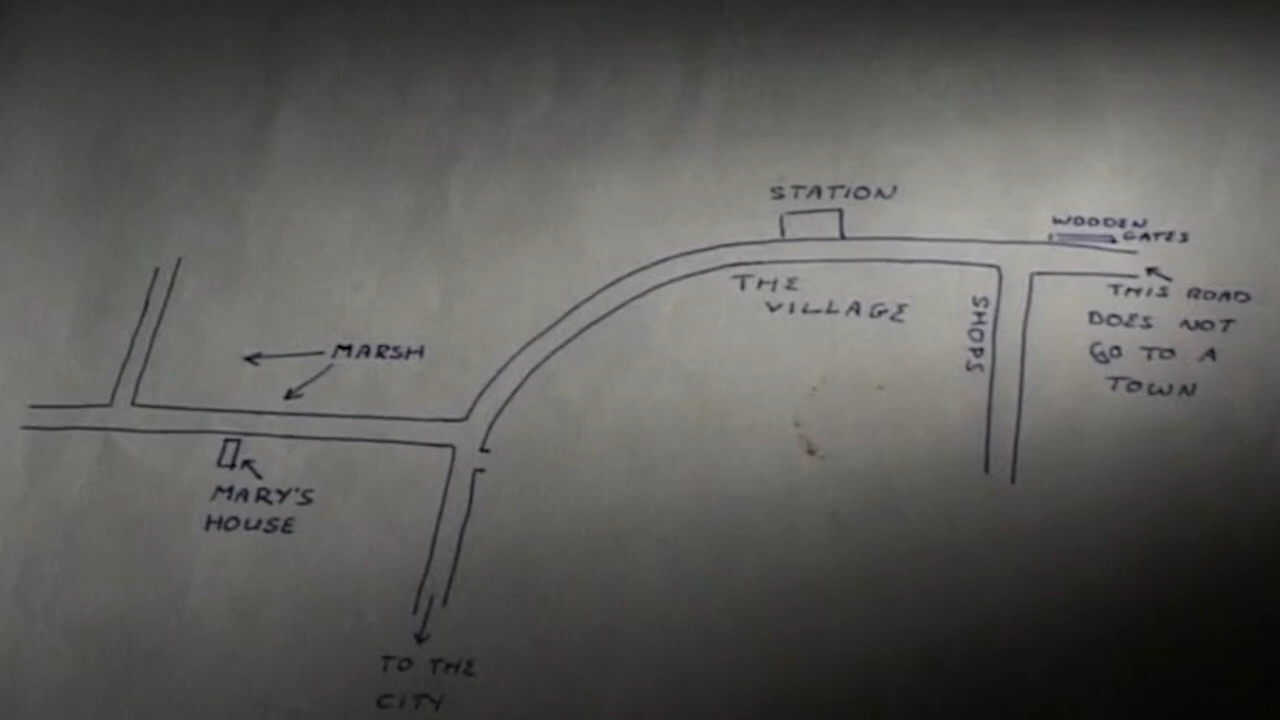 STATION
WOODEN
GATES
THE
VILLAGE
SHOPS
THIS ROAD
DOES NOT
GO TO A
TOWN
MARSH
MARY'S
HOUSE
TO THE
CITY